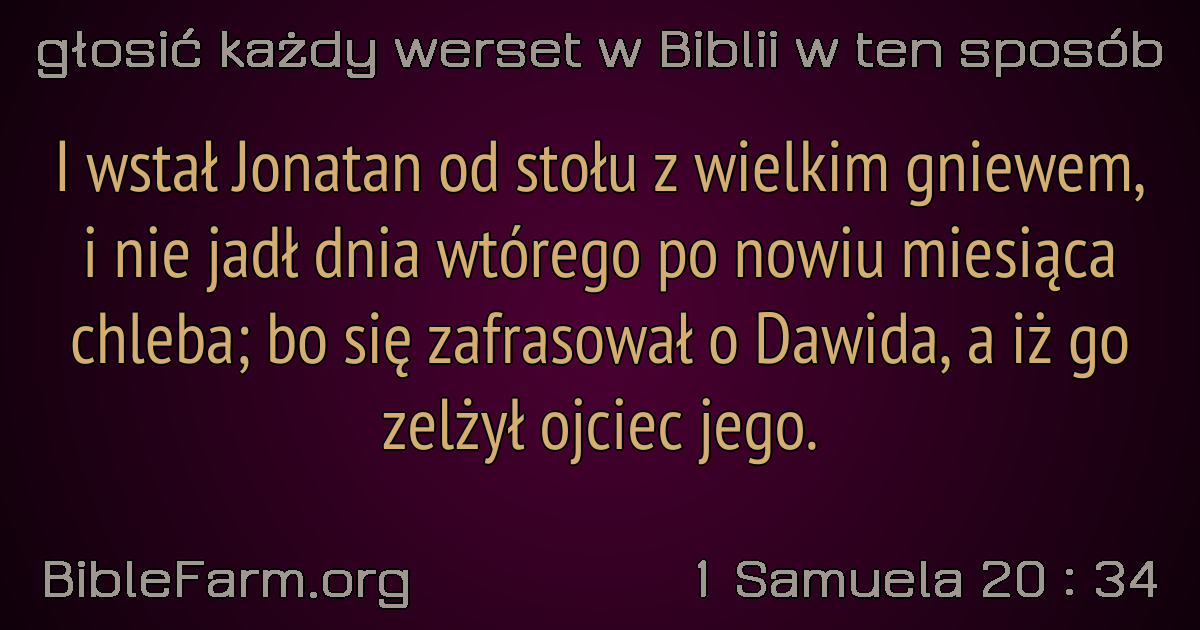 głosić każdy werset w Biblii w ten sposób
I wstał Jonatan od stołu z wielkim gniewem,
i nie jadł dnia wtórego po nowiu miesiąca
chleba; bo się zafrasował o Dawida, a iż go
zelżył ojciec jego.
BibleFarm.org
1 Samuela 20 : 34